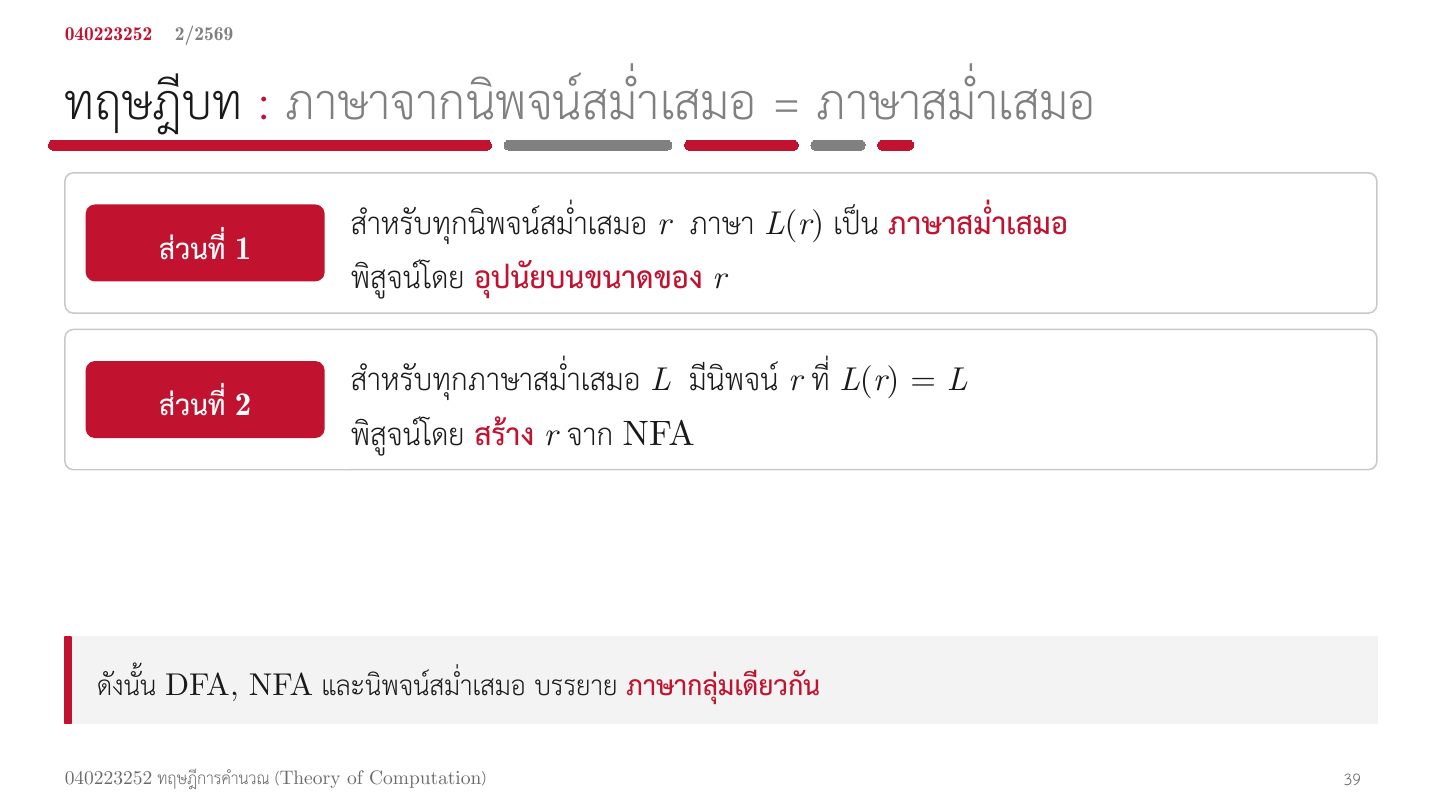 040223252 2/2569
ทฤษฎีบท : ภาษาจากนิพจน์สม่ำเสมอ = ภาษาสม่ำเสมอ
ส่วนที่ 1
สำหรับทุกนิพจน์สม่ำเสมอ r ภาษา L(r) เป็น ภาษาสม่ำเสมอ
พิสูจน์โดย อุปนัยบนขนาดของ r
ส่วนที่ 2
สำหรับทุกภาษาสม่ำเสมอ L มีนิพจน์ r ที่ L(r) = L
พิสูจน์โดย สร้าง r จาก NFA
ดังนั้น DFA, NFA และนิพจน์สม่ำเสมอ บรรยาย ภาษากลุ่มเดียวกัน
040223252 ทฤษฎีการคำนวณ (Theory of Computation) 39